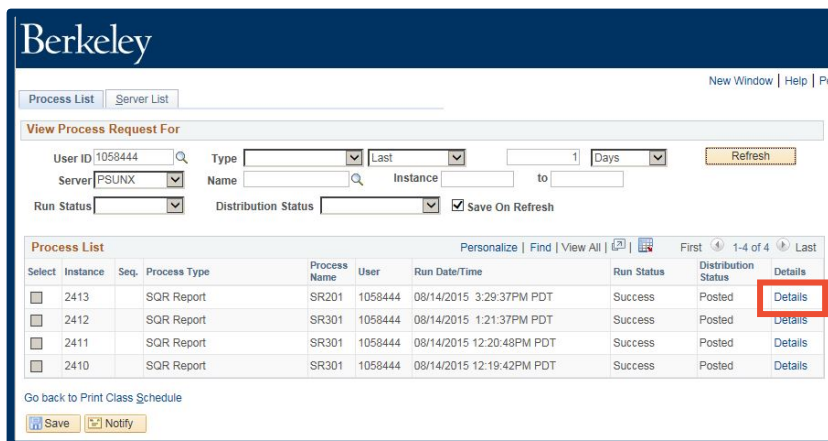 Berkeley
New Window | Help |
Process List Server List
View Process Request For
User ID 1058444 Type Last 1 Days Refresh
Server PSUNX Name Instance to
Run Status Distribution Status Save On Refresh
Process List Personalize | Find | View All | | First 1-4 of 4 Last
Select Instance Seq. Process Type Process Name User Run Date/Time Run Status Distribution Status Details
2413 SQR Report SR201 1058444 08/14/2015 3:29:37PM PDT Success Posted Details
2412 SQR Report SR301 1058444 08/14/2015 1:21:37PM PDT Success Posted Details
2411 SQR Report SR301 1058444 08/14/2015 12:20:48PM PDT Success Posted Details
2410 SQR Report SR301 1058444 08/14/2015 12:19:42PM PDT Success Posted Details
Go back to Print Class Schedule
Save Notify